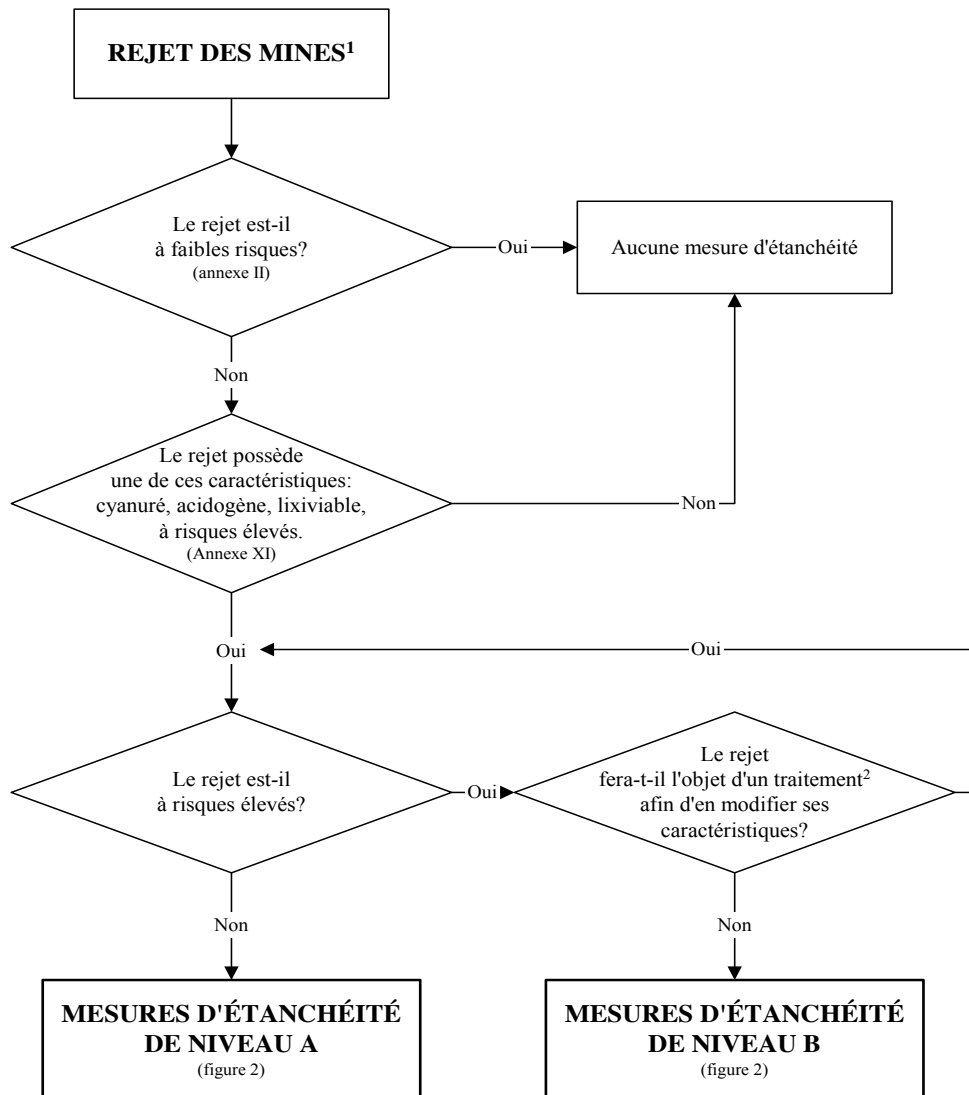 REJET DES MINES¹
Le rejet est-il
à faibles risques?
(annexe II)
Oui
Aucune mesure d'étanchéité
Non
Le rejet possède
une de ces caractéristiques:
cyanuré, acidogène, lixiviable,
à risques élevés.
(Annexe XI)
Non
Oui
Oui
Le rejet est-il
à risques élevés?
Oui
Le rejet
fera-t-il l'objet d'un traitement²
afin d'en modifier ses
caractéristiques?
Non
Non
MESURES D'ÉTANCHÉITÉ
DE NIVEAU A
(figure 2)
MESURES D'ÉTANCHÉITÉ
DE NIVEAU B
(figure 2)